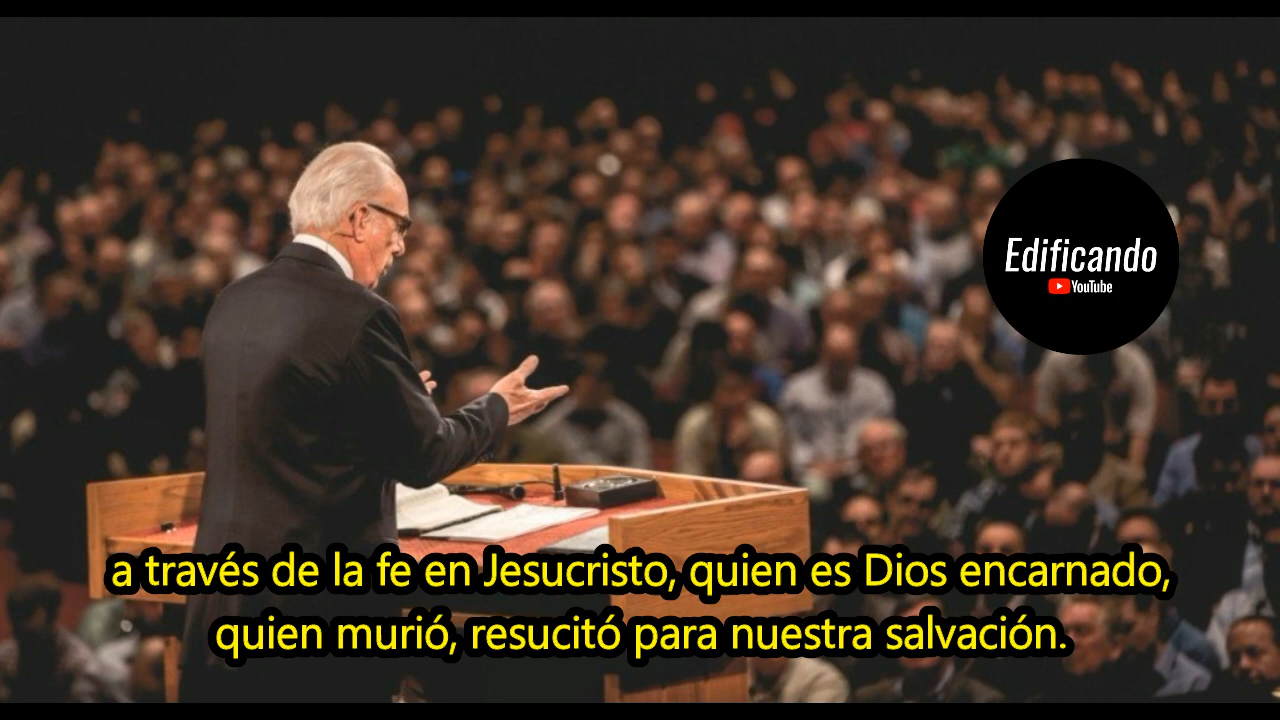 Edificando
YouTube
a través de la fe en Jesucristo, quien es Dios encarnado,
quien murió, resucitó para nuestra salvación.